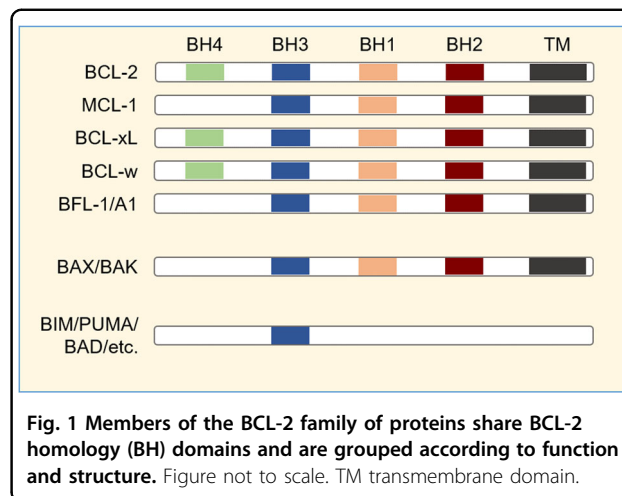 BH4 BH3 BH1 BH2 TM
BCL-2
MCL-1
BCL-xL
BCL-w
BFL-1/A1
BAX/BAK
BIM/PUMA/
BAD/etc.
Fig. 1 Members of the BCL-2 family of proteins share BCL-2
homology (BH) domains and are grouped according to function
and structure. Figure not to scale. TM transmembrane domain.